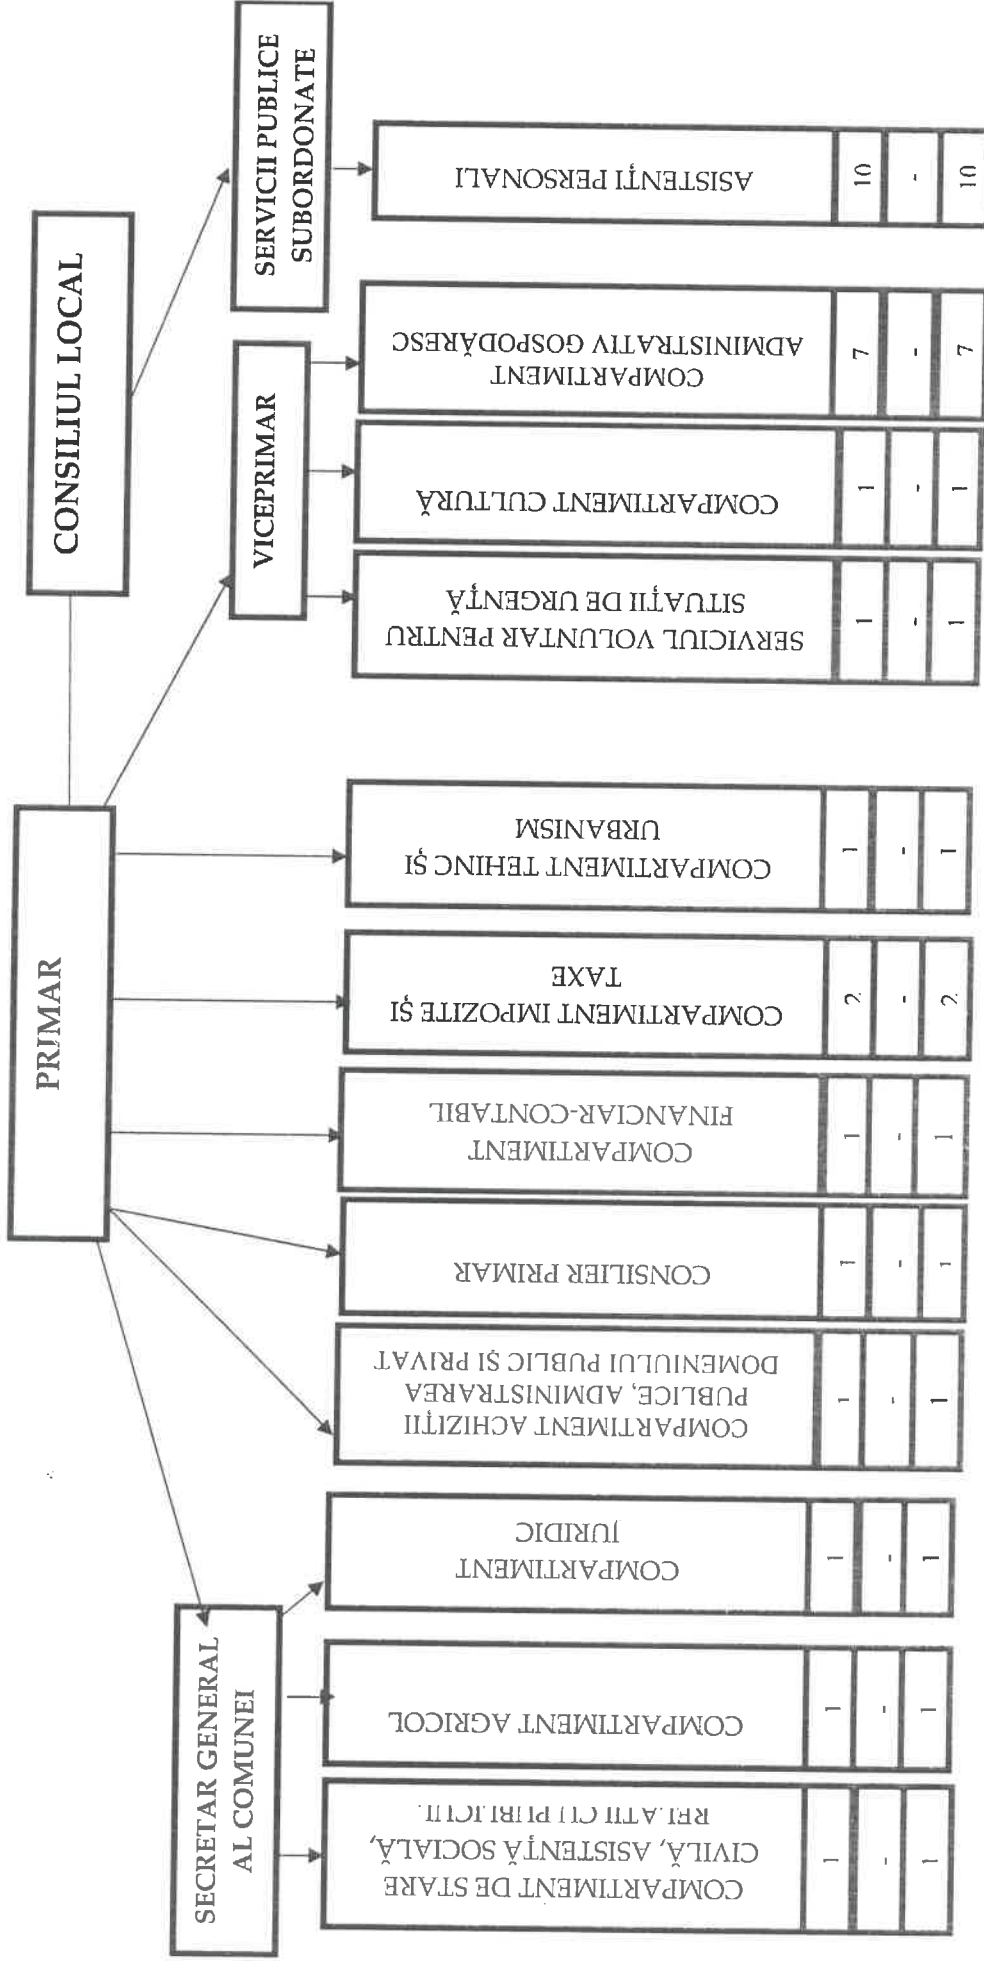 PRIMAR
CONSILIUL LOCAL
SECRETAR GENERAL
AL COMUNEI
VICEPRIMAR
SERVICII PUBLICE
SUBORDONATE
COMPARTIMENT DE STARE
CIVILĂ, ASISTENȚĂ SOCIALĂ,
RELATII CU PUBLICUL
1
-
1
COMPARTIMENT AGRICOL
1
-
1
COMPARTIMENT
JURIDIC
1
-
1
COMPARTIMENT ACHIZIȚII
PUBLICE, ADMINISTRAREA
DOMENIULUI PUBLIC ȘI PRIVAT
1
-
1
CONSILIER PRIMAR
1
-
1
COMPARTIMENT
FINANCIAR-CONTABIL
1
-
1
COMPARTIMENT IMPOZITE ȘI
TAXE
2
-
2
COMPARTIMENT TEHINC ȘI
URBANISM
1
-
1
SERVICIUL VOLUNTAR PENTRU
SITUAȚII DE URGENȚĂ
1
-
1
COMPARTIMENT CULTURĂ
1
-
1
COMPARTIMENT
ADMINISTRATIV GOSPODĂRESC
7
-
7
ASISTENȚI PERSONALI
10
-
10